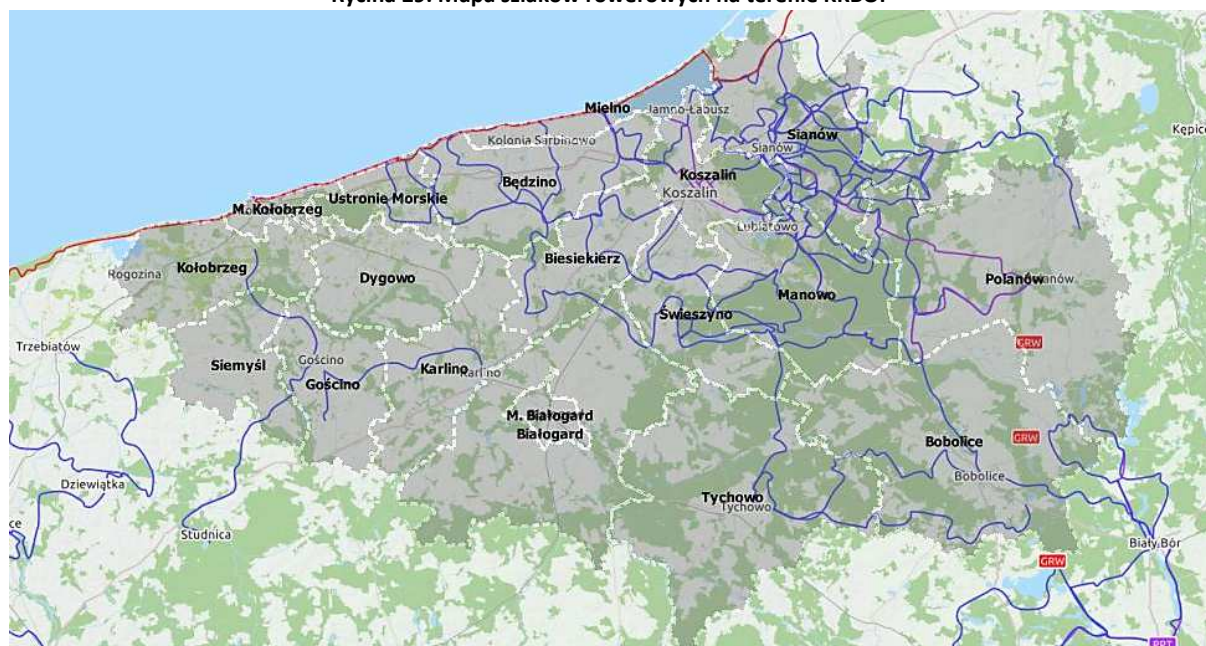 Rycina 29. Mapa szlaków rowerowych na terenie KKBOF
Mielno
Jamno-Łabusz
Sianów
Sianów
Kępice
Kolonia Sarbinowo
Koszalin
Koszalin
Będzino
Ustronie Morskie
M. Kołobrzeg
Lubiatowo
Biesiekierz
Kołobrzeg
Rogozina
Dygowo
Polanów
Manowo
Świeszyno
GRW
Trzebiatów
Gościno
Siemyśl
Gościno
Karlino
Karlino
M. Białogard
Białogard
Bobolice
GRW
Bobolice
Dziewiątka
Tychowo
Tychowo
Studnica
Biały Bór
GRW